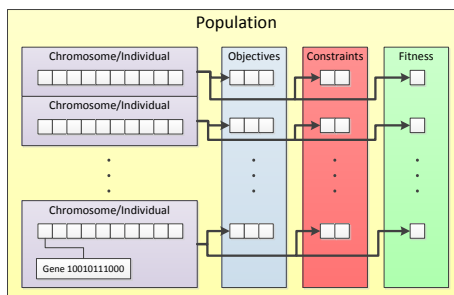 Population
Chromosome/Individual
Objectives
Constraints
Fitness
Chromosome/Individual
Chromosome/Individual
Gene 10010111000